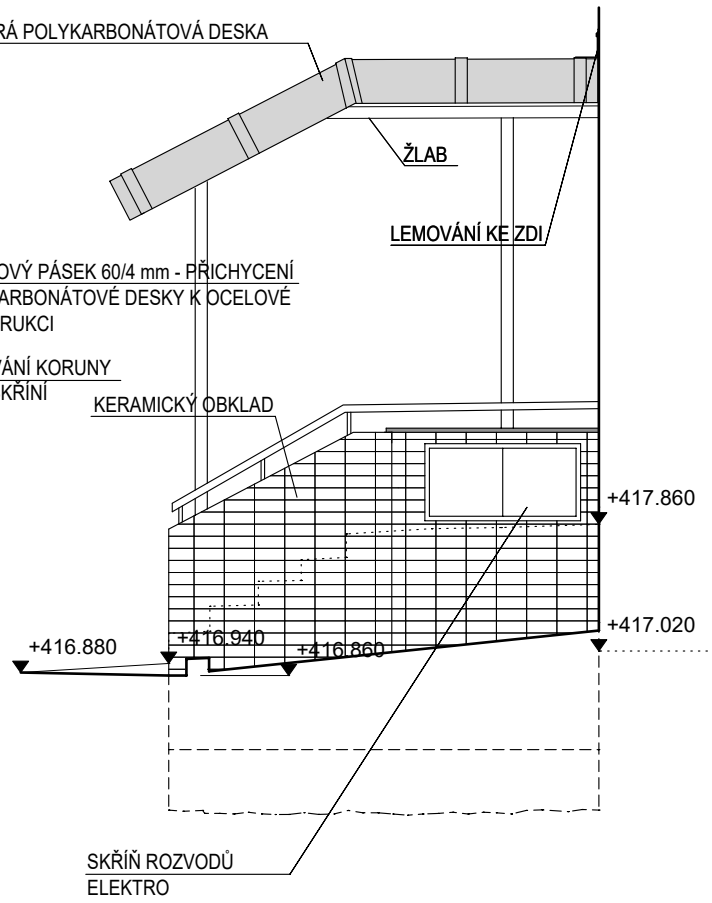 RÁ POLYKARBONÁTOVÁ DESKA
ŽLAB
LEMOVÁNÍ KE ZDI
OVÝ PÁSEK 60/4 mm - PŘICHYCENÍ
ARBONÁTOVÉ DESKY K OCELOVÉ
RUKCI
VÁNÍ KORUNY
KŘÍNÍ
KERAMICKÝ OBKLAD
+417.860
+417.020
+416.880
+416.940
+416.860
SKŘÍŇ ROZVODŮ
ELEKTRO